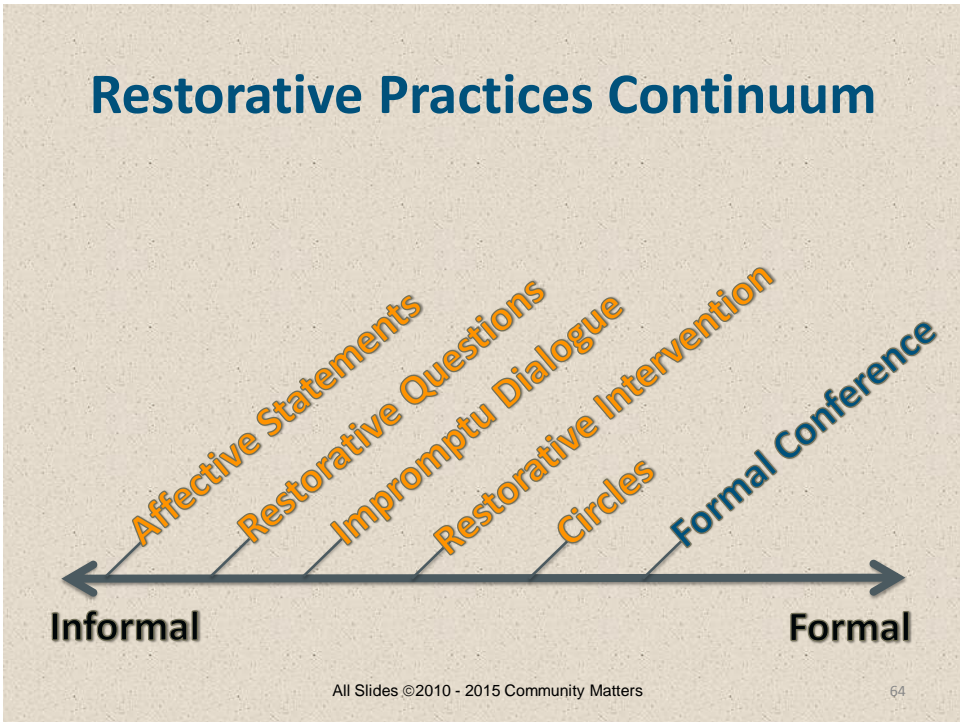 Restorative Practices Continuum
Affective Statements
Restorative Questions
Impromptu Dialogue
Restorative Intervention
Circles
Formal Conference
Informal
Formal
All Slides ©2010 - 2015 Community Matters
64